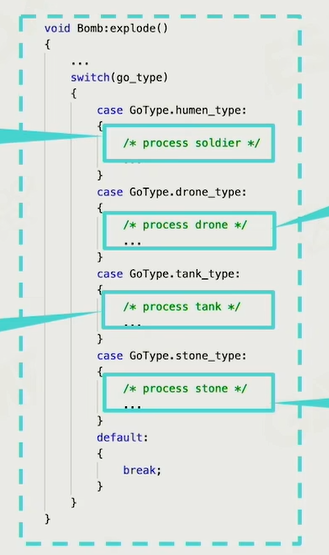 void Bomb:explode()
{
...
switch(go_type)
{
case GoType.humen_type:
{
/* process soldier */
...
}
case GoType.drone_type:
{
/* process drone */
...
}
case GoType.tank_type:
{
/* process tank */
...
}
case GoType.stone_type:
{
/* process stone */
...
}
default:
{
break;
}
}
}